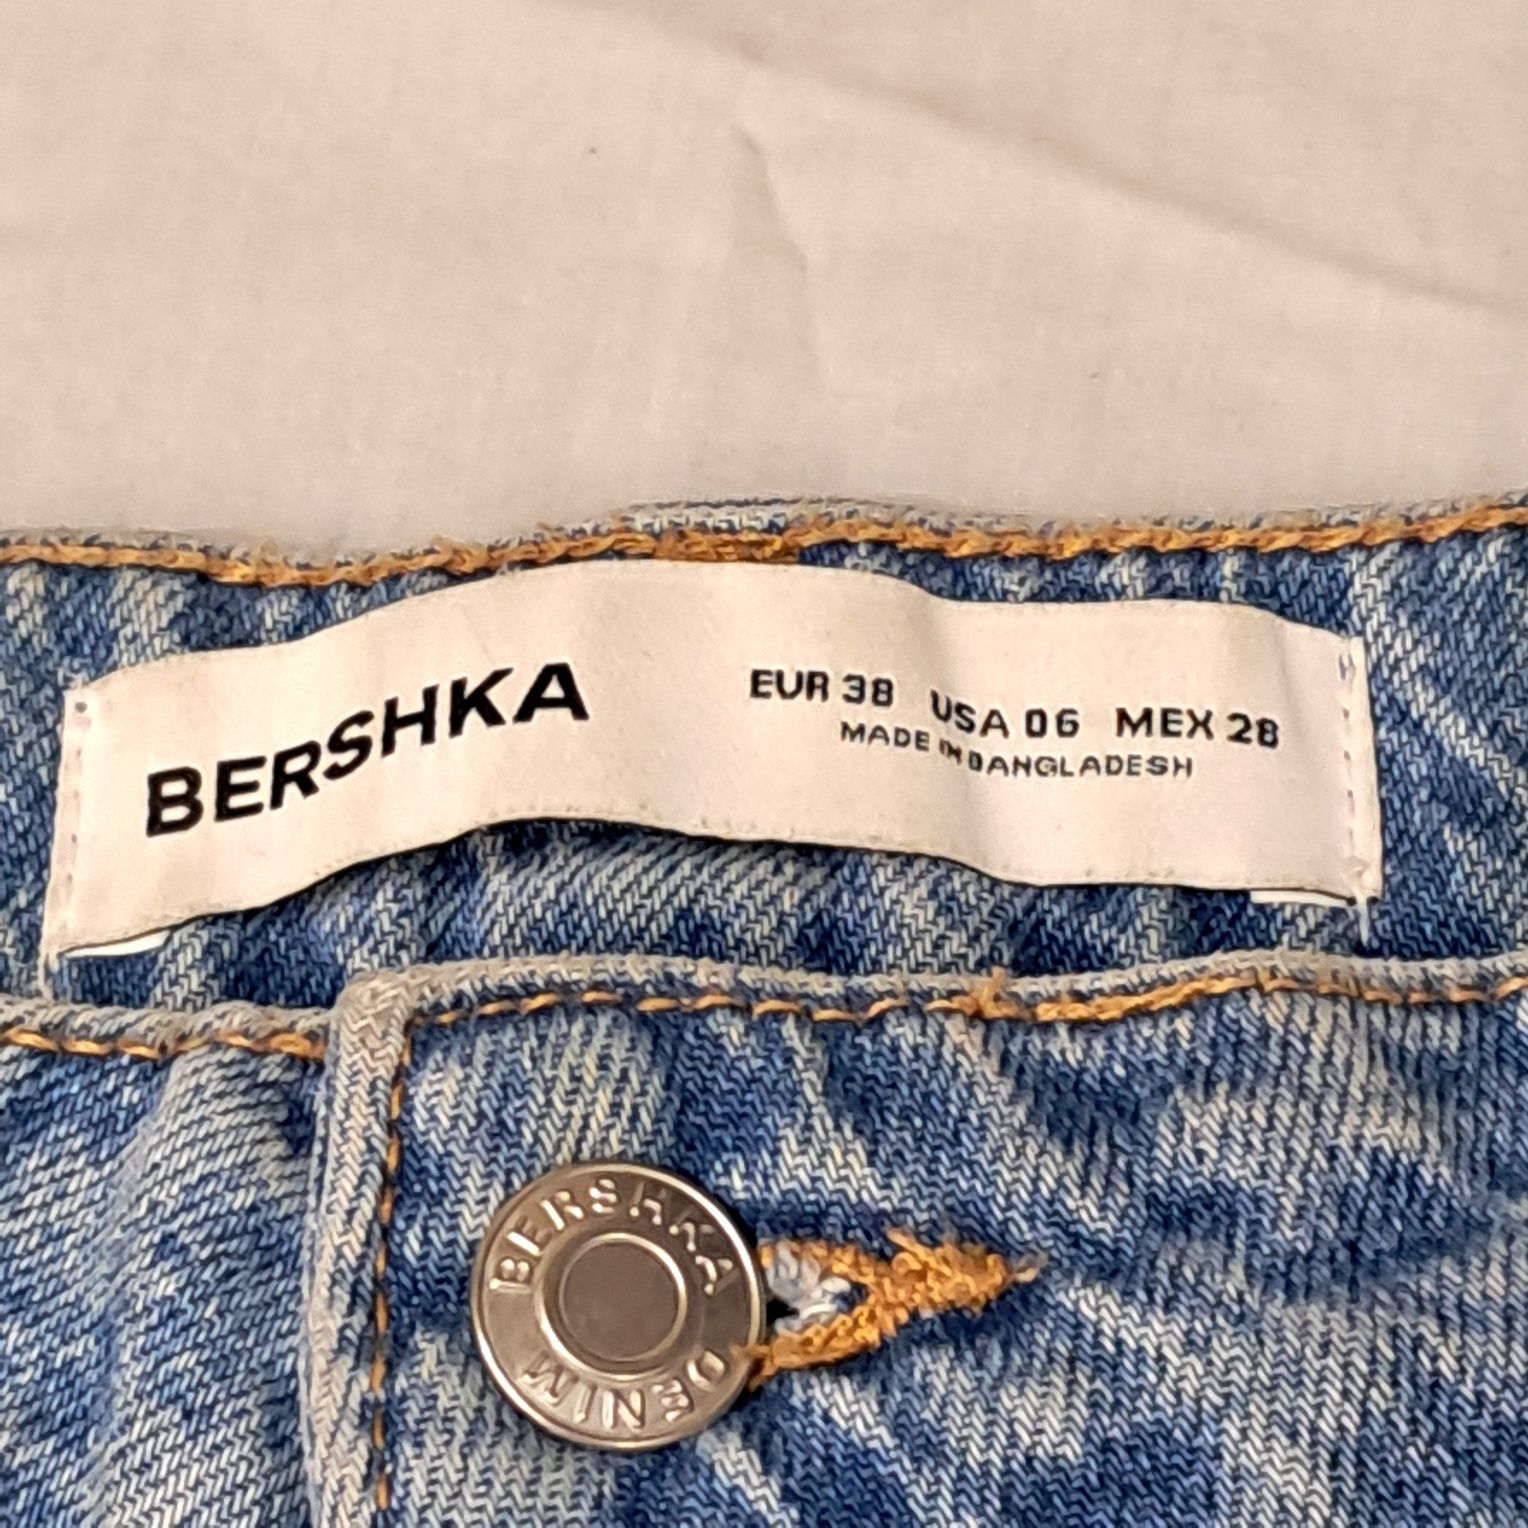 BERSHKA
EUR 38 USA 06 MEX 28
MADE IN BANGLADESH
BERSHKA
DENIM